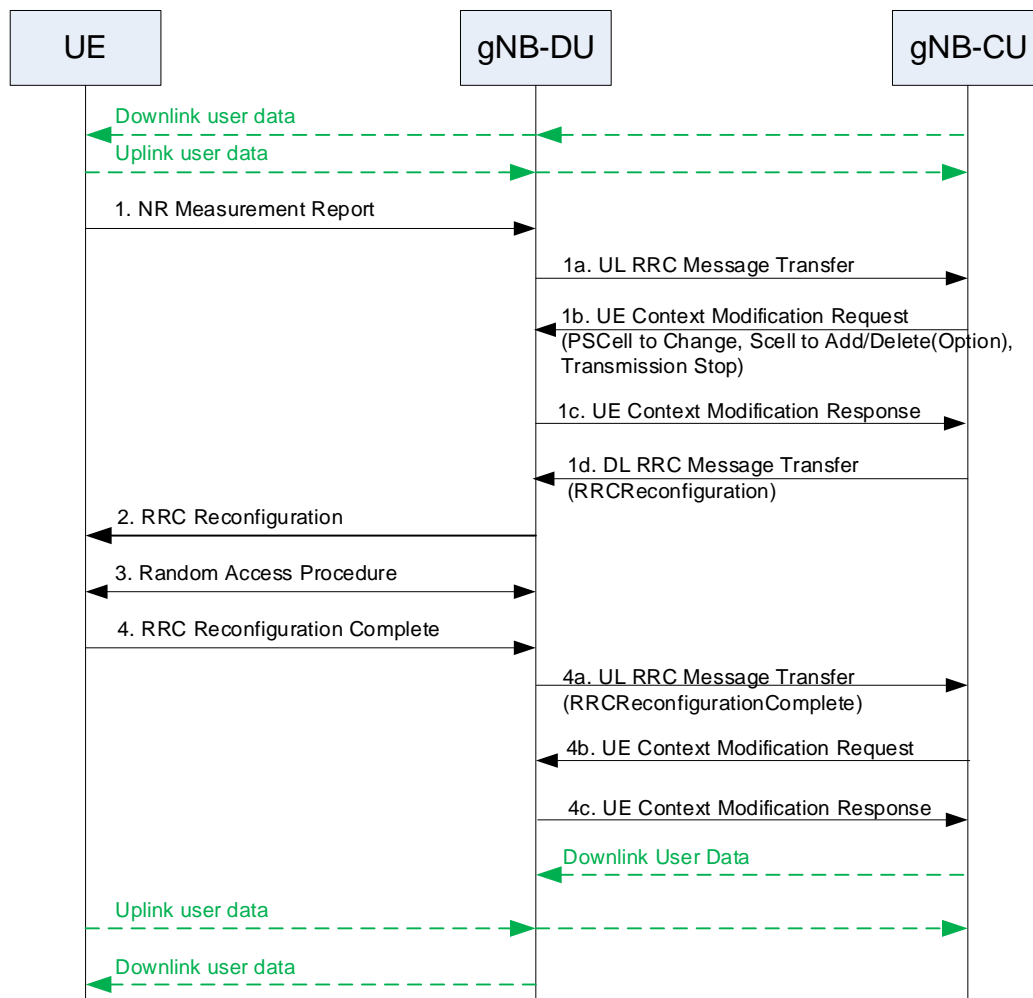 UE
gNB-DU
gNB-CU
Downlink user data
Uplink user data
1. NR Measurement Report
1a. UL RRC Message Transfer
1b. UE Context Modification Request
(PSCell to Change, Scell to Add/Delete(Option),
Transmission Stop)
1c. UE Context Modification Response
1d. DL RRC Message Transfer
(RRCReconfiguration)
2. RRC Reconfiguration
3. Random Access Procedure
4. RRC Reconfiguration Complete
4a. UL RRC Message Transfer
(RRCReconfigurationComplete)
4b. UE Context Modification Request
4c. UE Context Modification Response
Downlink User Data
Uplink user data
Downlink user data